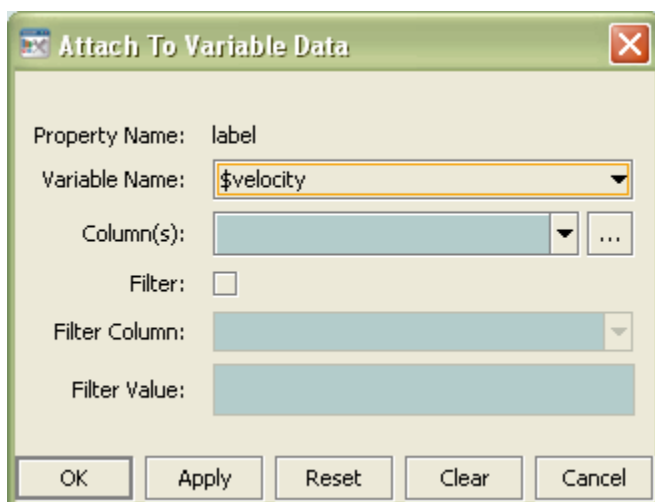 Attach To Variable Data
Property Name: label
Variable Name: $velocity
Column(s): ...
Filter:
Filter Column:
Filter Value:
OK Apply Reset Clear Cancel